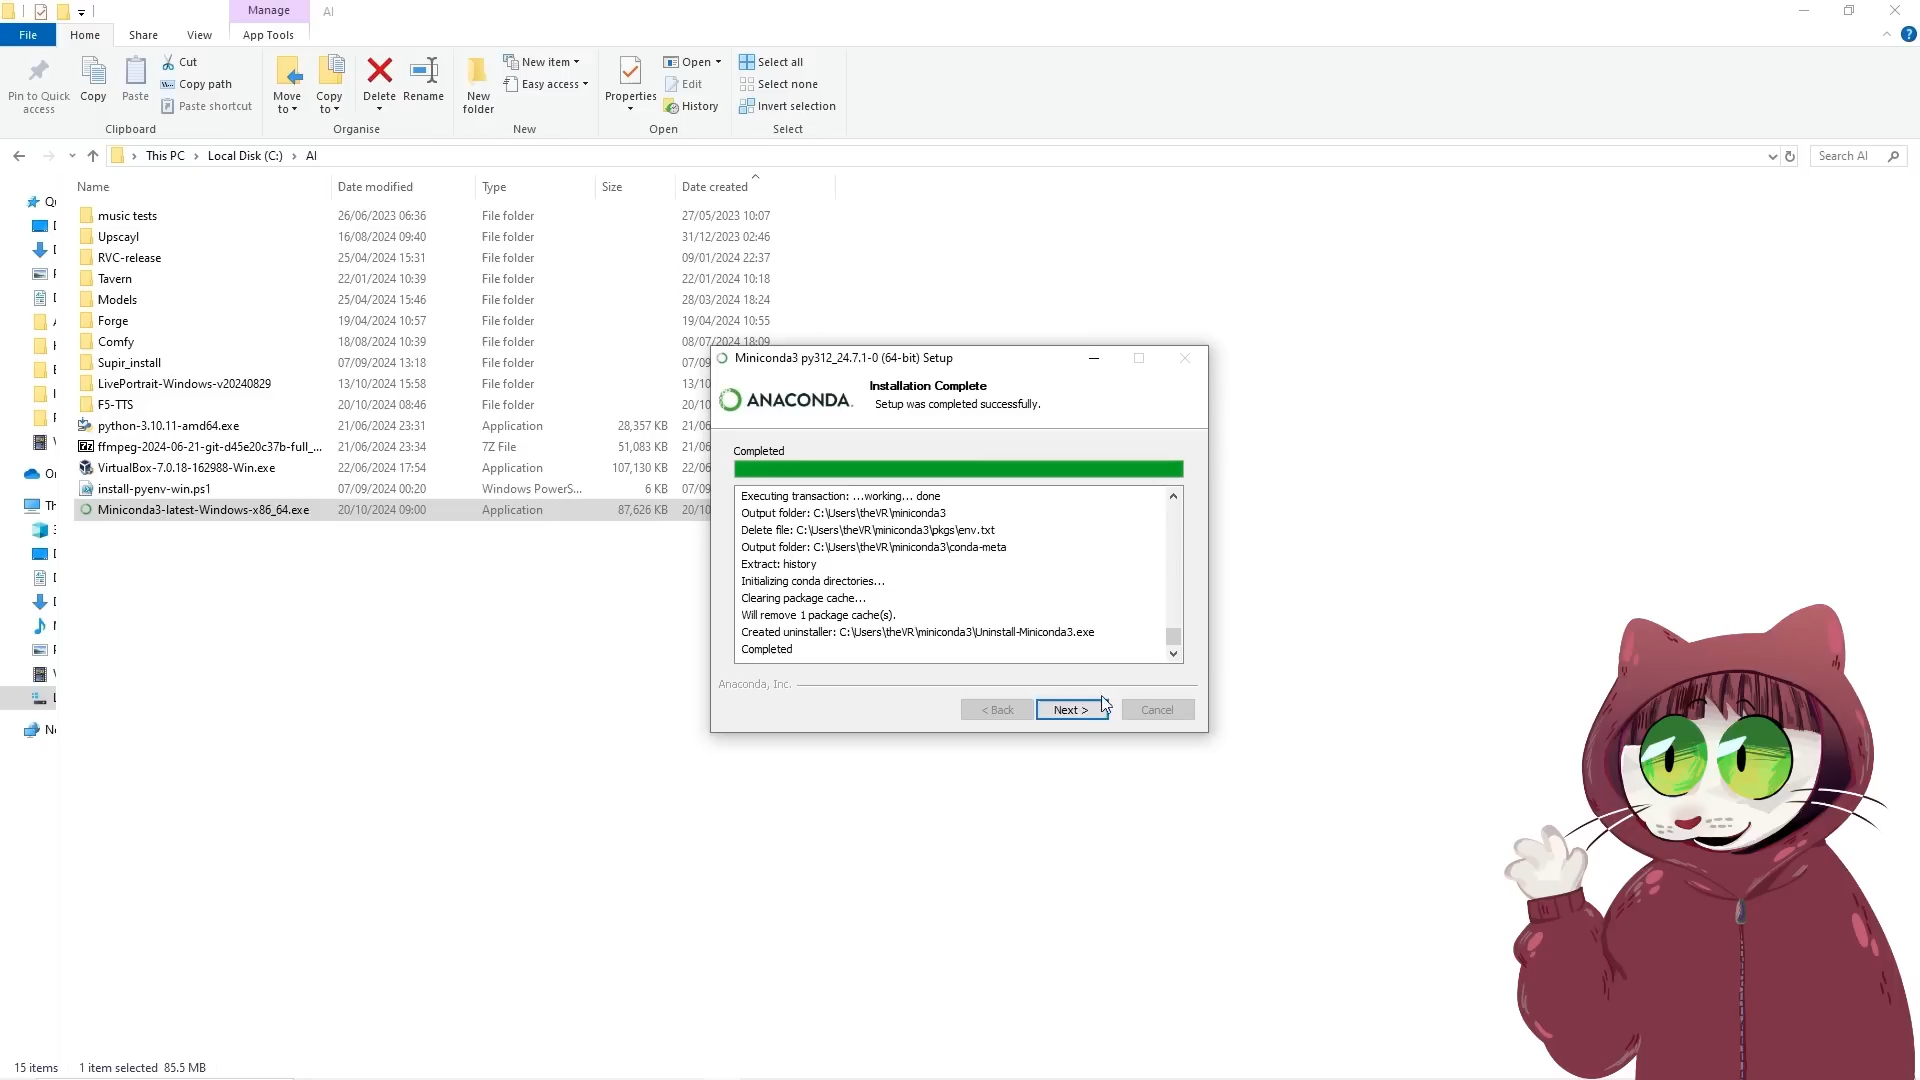 Manage
AI
File
Home
Share
View
App Tools
Pin to Quick access
Copy
Paste
Cut
Copy path
Paste shortcut
Clipboard
Move to
Copy to
Delete
Rename
Organise
New folder
New item
Easy access
New
Properties
Open
Edit
History
Open
Select all
Select none
Invert selection
Select
This PC › Local Disk (C:) › AI
Search AI
Name Date modified Type Size Date created
music tests 26/06/2023 06:36 File folder 27/05/2023 10:07
Upscayl 16/08/2024 09:40 File folder 31/12/2023 02:46
RVC-release 25/04/2024 15:31 File folder 09/01/2024 22:37
Tavern 22/01/2024 10:39 File folder 22/01/2024 10:18
Models 25/04/2024 15:46 File folder 28/03/2024 18:24
Forge 19/04/2024 10:57 File folder 19/04/2024 10:55
Comfy 18/08/2024 10:39 File folder 08/07/2024 18:09
Supir_install 07/09/2024 13:18 File folder 07/09
LivePortrait-Windows-v20240829 13/10/2024 15:58 File folder 13/10
F5-TTS 20/10/2024 08:46 File folder 20/10
python-3.10.11-amd64.exe 21/06/2024 23:31 Application 28,357 KB 21/06
ffmpeg-2024-06-21-git-d45e20c37b-full_... 21/06/2024 23:34 7Z File 51,083 KB 21/06
VirtualBox-7.0.18-162988-Win.exe 22/06/2024 17:54 Application 107,130 KB 22/06
install-pyenv-win.ps1 07/09/2024 00:20 Windows PowerS... 6 KB 07/09
Miniconda3-latest-Windows-x86_64.exe 20/10/2024 09:00 Application 87,626 KB 20/10
Miniconda3 py312_24.7.1-0 (64-bit) Setup
ANACONDA.
Installation Complete
Setup was completed successfully.
Completed
Executing transaction: ...working... done
Output folder: C:\Users\theVR\miniconda3
Delete file: C:\Users\theVR\miniconda3\pkgs\env.txt
Output folder: C:\Users\theVR\miniconda3\conda-meta
Extract: history
Initializing conda directories...
Clearing package cache...
Will remove 1 package cache(s).
Created uninstaller: C:\Users\theVR\miniconda3\Uninstall-Miniconda3.exe
Completed
Anaconda, Inc.
< Back
Next >
Cancel
15 items 1 item selected 85.5 MB